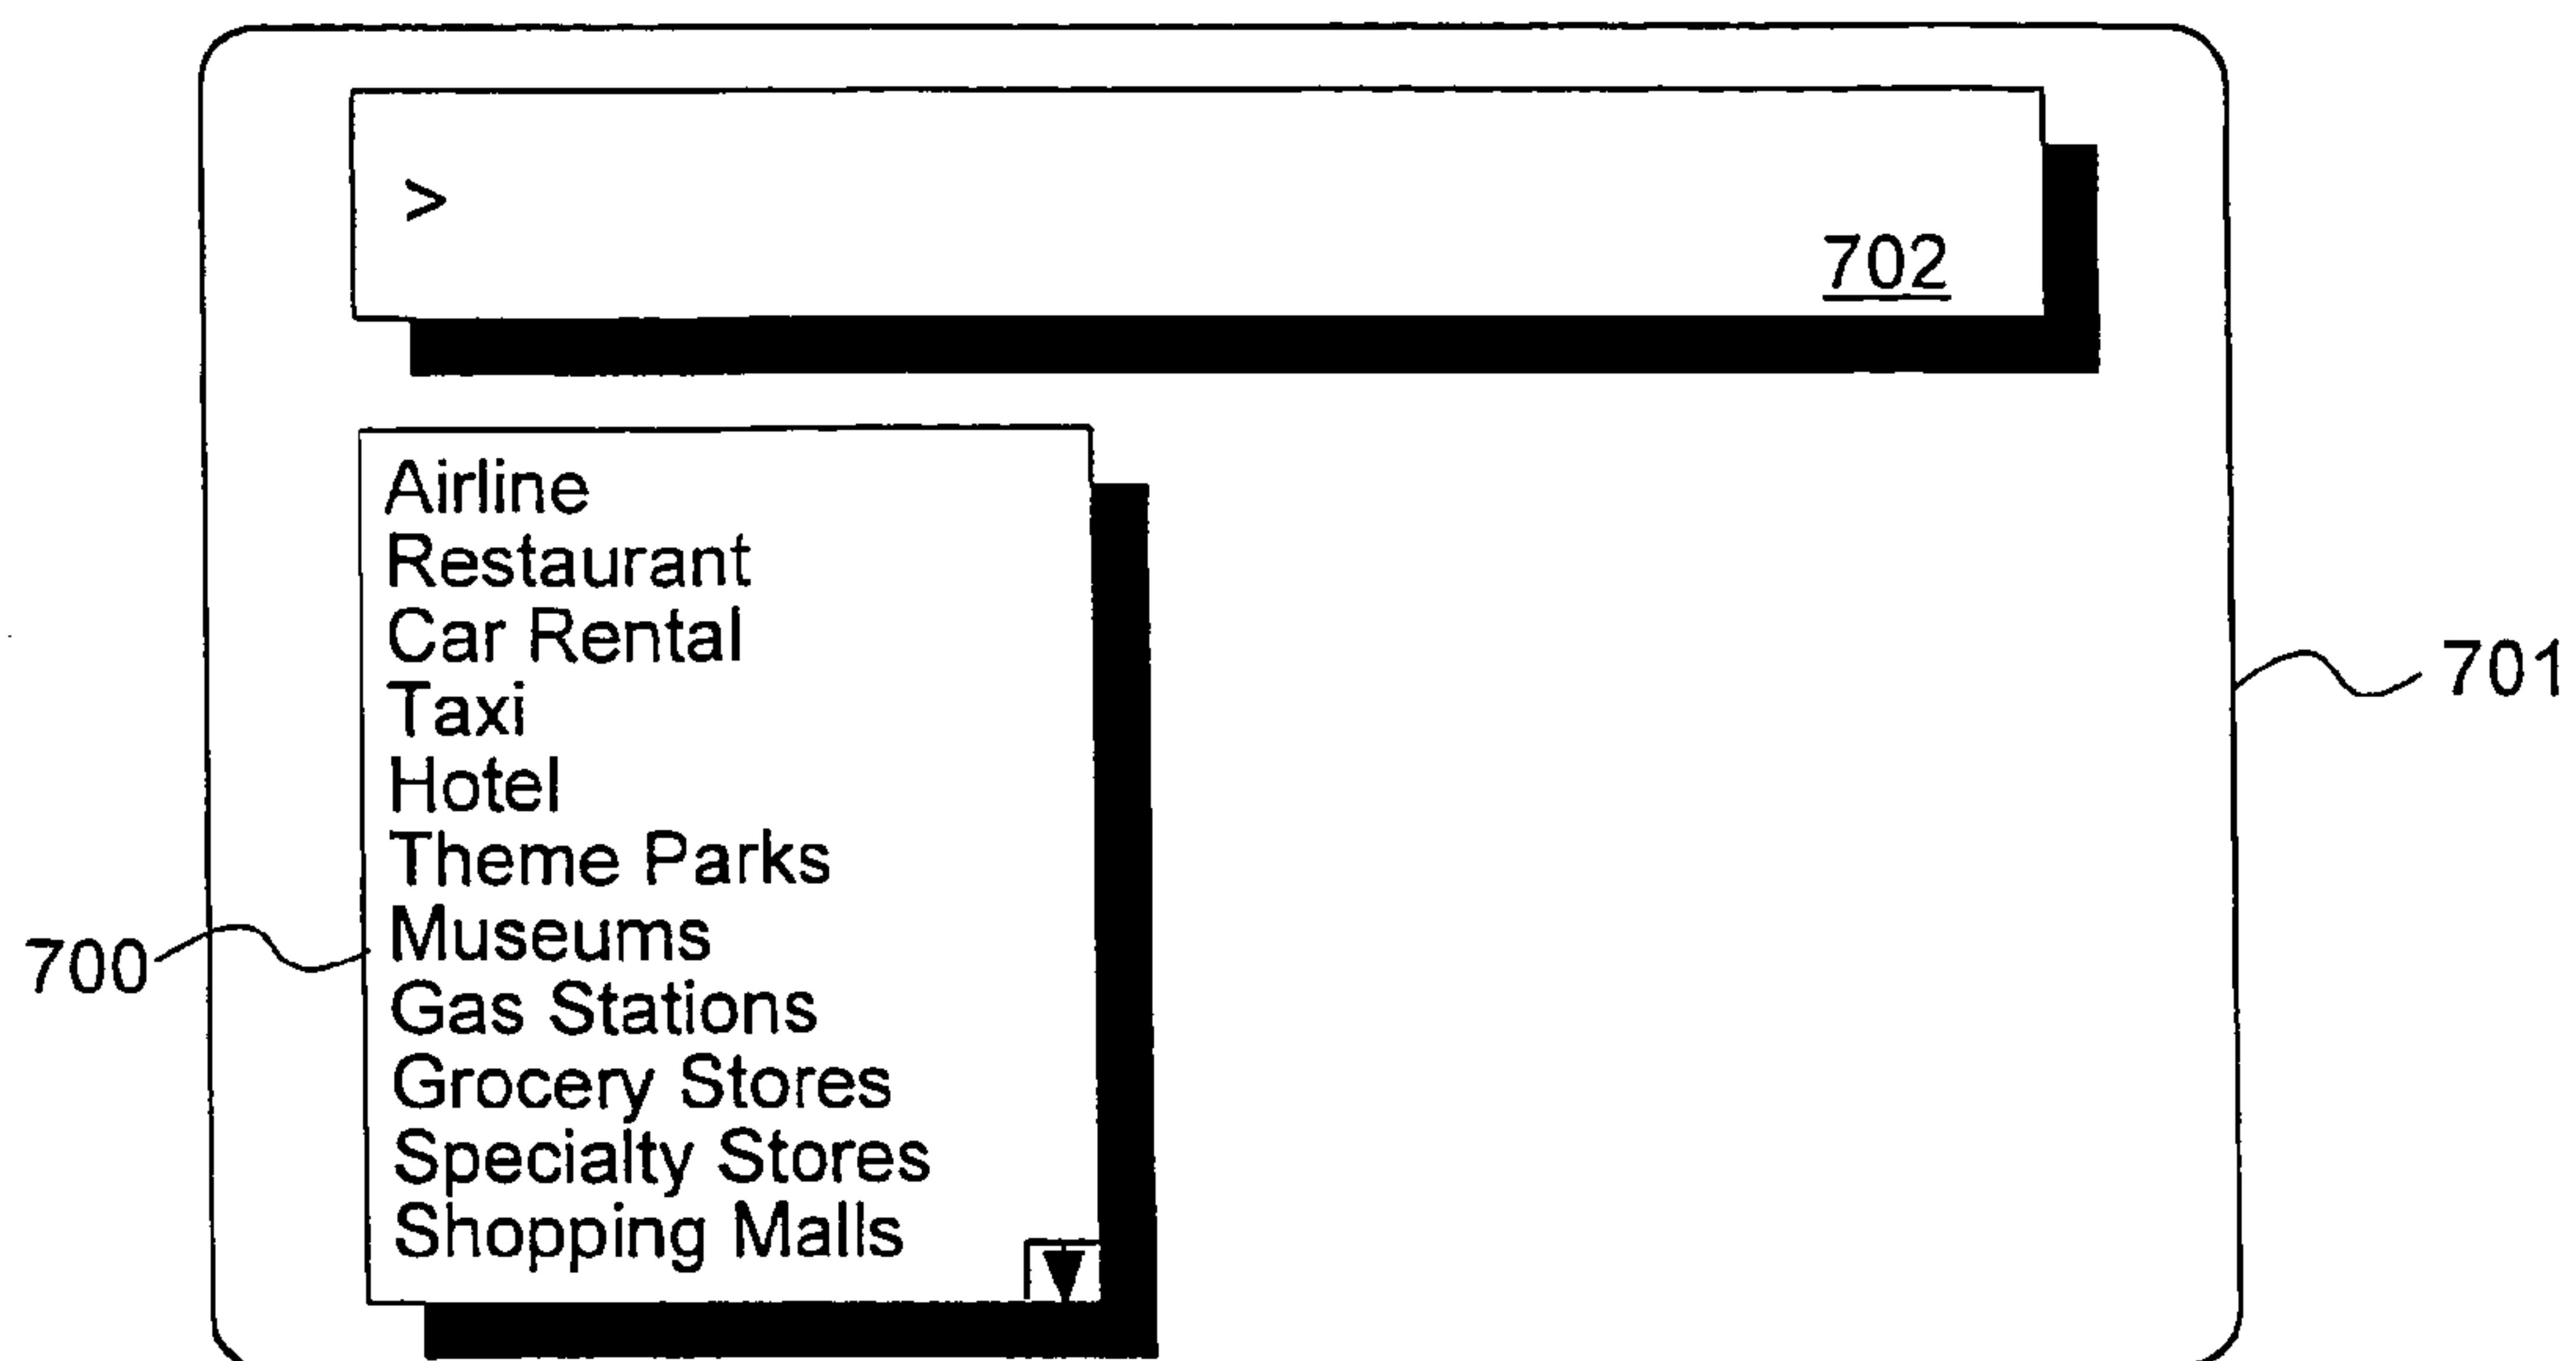 >
702
Airline
Restaurant
Car Rental
Taxi
Hotel
Theme Parks
Museums
Gas Stations
Grocery Stores
Specialty Stores
Shopping Malls
700
701